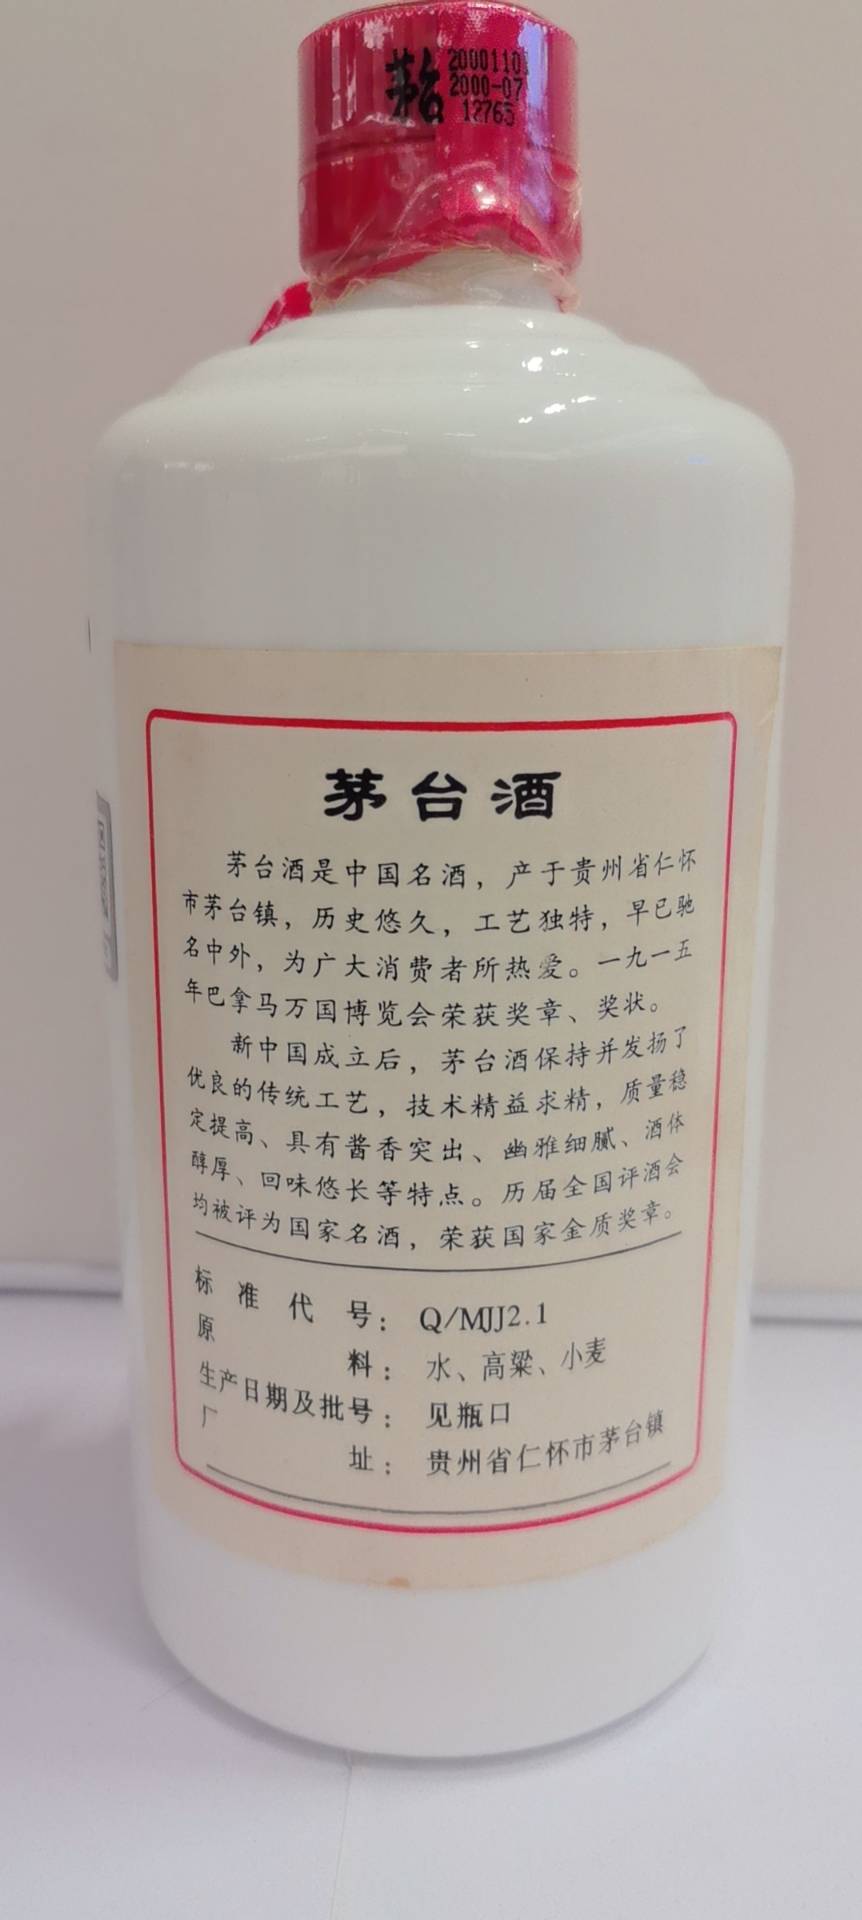 茅台
20001101
2000-07
12765
茅台酒
茅台酒是中国名酒，产于贵州省仁怀
市茅台镇，历史悠久，工艺独特，早已驰
名中外，为广大消费者所热爱。一九一五
年巴拿马万国博览会荣获奖章、奖状。
新中国成立后，茅台酒保持并发扬了
优良的传统工艺，技术精益求精，质量稳
定提高、具有酱香突出、幽雅细腻、酒体
醇厚、回味悠长等特点。历届全国评酒会
均被评为国家名酒，荣获国家金质奖章。
标准代号：Q/MJJ2.1
原料：水、高粱、小麦
生产日期及批号：见瓶口
厂址：贵州省仁怀市茅台镇